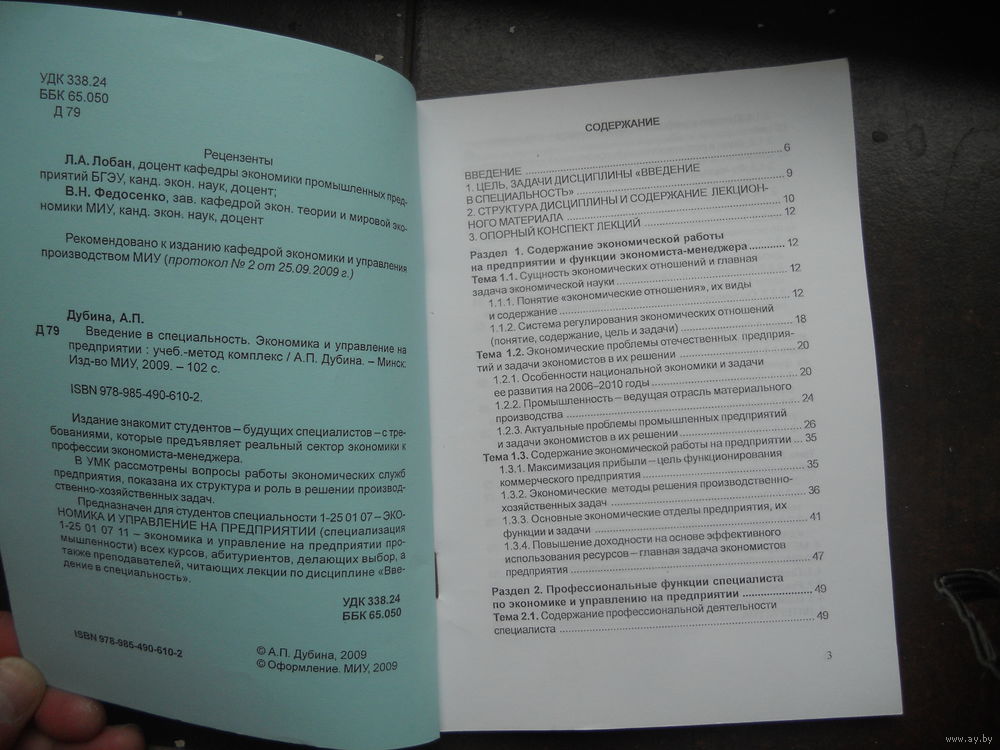 УДК 338.24
ББК 65.050
Д 79
Рецензенты
Л.А. Лобан, доцент кафедры экономики промышленных пред-
приятий БГЭУ, канд. экон. наук, доцент;
В.Н. Федосенко, зав. кафедрой экон. теории и мировой эко-
номики МИУ, канд. экон. наук, доцент
Рекомендовано к изданию кафедрой экономики и управления
производством МИУ (протокол № 2 от 25.09.2009 г.)
Дубина, А.П.
Д 79 Введение в специальность. Экономика и управление на
предприятии : учеб.-метод комплекс / А.П. Дубина. – Минск:
Изд-во МИУ, 2009. – 102 с.
ISBN 978-985-490-610-2.
Издание знакомит студентов – будущих специалистов – с тре-
бованиями, которые предъявляет реальный сектор экономики к
профессии экономиста-менеджера.
В УМК рассмотрены вопросы работы экономических служб
предприятия, показана их структура и роль в решении производ-
ственно-хозяйственных задач.
Предназначен для студентов специальности 1-25 01 07 – ЭКО-
НОМИКА И УПРАВЛЕНИЕ НА ПРЕДПРИЯТИИ (специализация
1-25 01 07 11 – экономика и управление на предприятии про-
мышленности) всех курсов, абитуриентов, делающих выбор, а
также преподавателей, читающих лекции по дисциплине «Вве-
дение в специальность».
УДК 338.24
ББК 65.050
ISBN 978-985-490-610-2
© А.П. Дубина, 2009
© Оформление. МИУ, 2009
СОДЕРЖАНИЕ
ВВЕДЕНИЕ ........ 6
1. ЦЕЛЬ, ЗАДАЧИ ДИСЦИПЛИНЫ «ВВЕДЕНИЕ
В СПЕЦИАЛЬНОСТЬ» ........ 9
2. СТРУКТУРА ДИСЦИПЛИНЫ И СОДЕРЖАНИЕ ЛЕКЦИОН-
НОГО МАТЕРИАЛА ........ 10
3. ОПОРНЫЙ КОНСПЕКТ ЛЕКЦИЙ ........ 12
Раздел 1. Содержание экономической работы
на предприятии и функции экономиста-менеджера ........ 12
Тема 1.1. Сущность экономических отношений и главная
задача экономической науки ........ 12
1.1.1. Понятие «экономические отношения», их виды
и содержание ........ 12
1.1.2. Система регулирования экономических отношений
(понятие, содержание, цель и задачи) ........ 18
Тема 1.2. Экономические проблемы отечественных предприя-
тий и задачи экономистов в их решении ........ 20
1.2.1. Особенности национальной экономики и задачи
ее развития на 2006–2010 годы ........ 20
1.2.2. Промышленность – ведущая отрасль материального
производства ........ 24
1.2.3. Актуальные проблемы промышленных предприятий
и задачи экономистов в их решении ........ 26
Тема 1.3. Содержание экономической работы на предприятии ... 35
1.3.1. Максимизация прибыли – цель функционирования
коммерческого предприятия ........ 35
1.3.2. Экономические методы решения производственно-
хозяйственных задач ........ 36
1.3.3. Основные экономические отделы предприятия, их
функции и задачи ........ 41
1.3.4. Повышение доходности на основе эффективного
использования ресурсов – главная задача экономистов
предприятия ........ 47
Раздел 2. Профессиональные функции специалиста
по экономике и управлению на предприятии ........ 49
Тема 2.1. Содержание профессиональной деятельности
специалиста ........ 49
3
www.ay.by